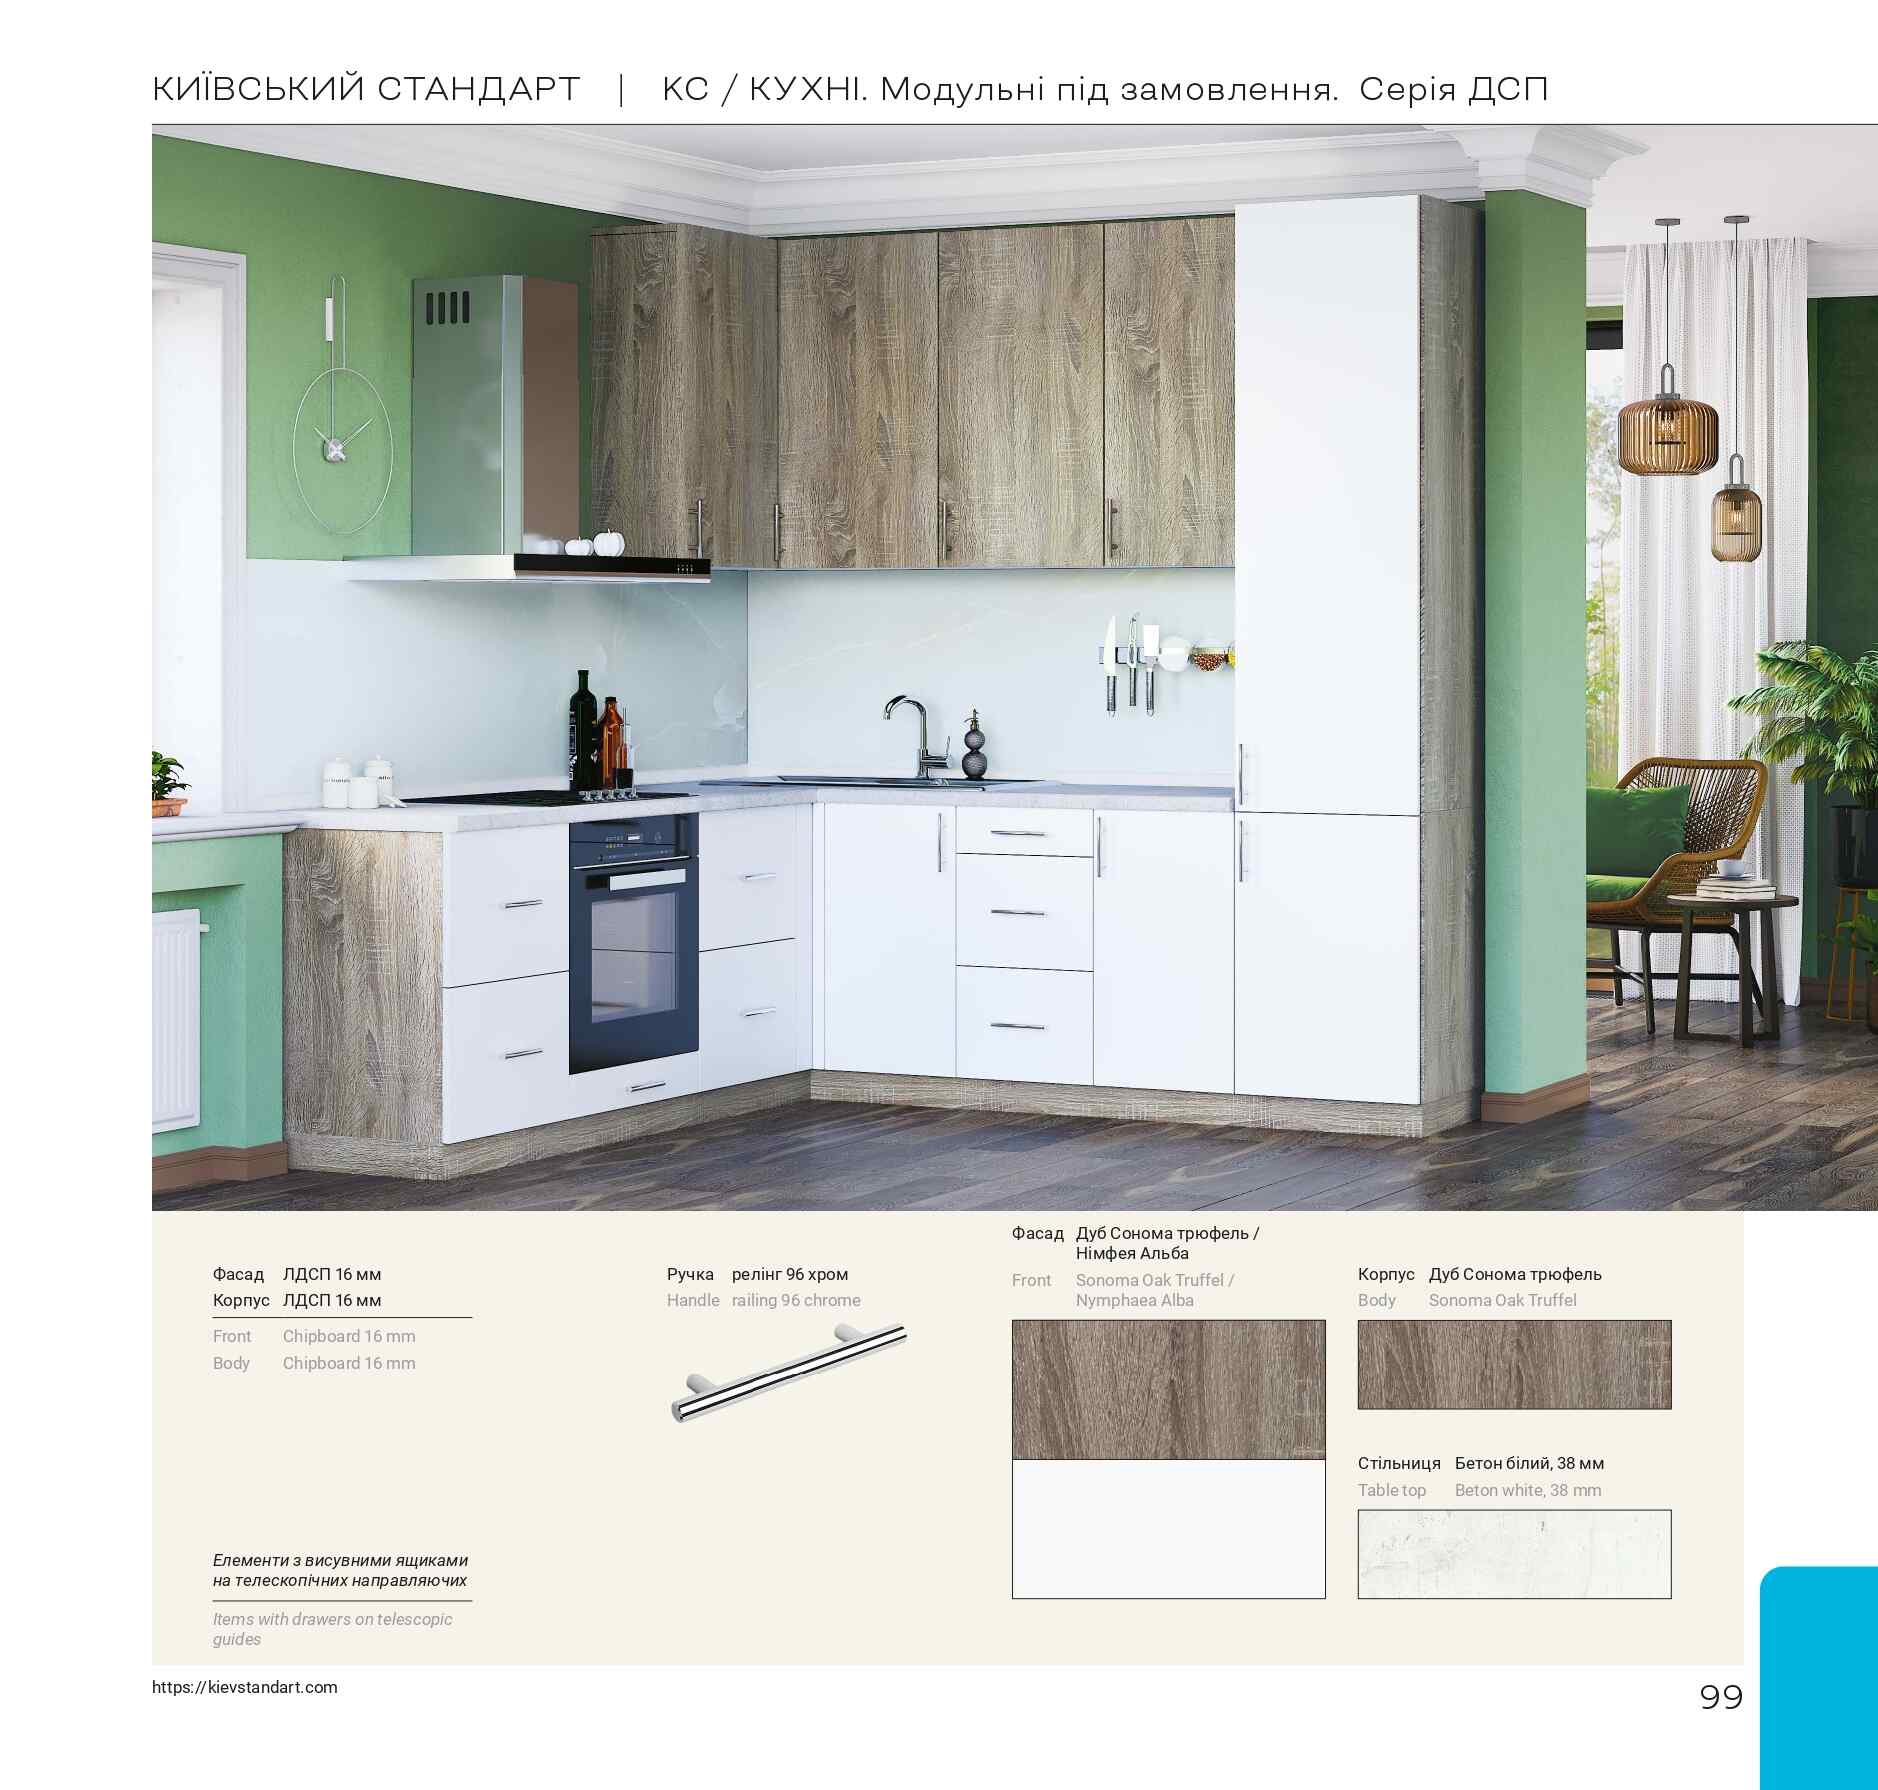 КИЇВСЬКИЙ СТАНДАРТ | КС / КУХНІ. Модульні під замовлення. Серія ДСП
Фасад ЛДСП 16 мм
Корпус ЛДСП 16 мм
Front Chipboard 16 mm
Body Chipboard 16 mm
Елементи з висувними ящиками
на телескопічних направляючих
Items with drawers on telescopic
guides
Ручка релінг 96 хром
Handle railing 96 chrome
Фасад Дуб Сонома трюфель /
Німфея Альба
Front Sonoma Oak Truffel /
Nymphaea Alba
Корпус Дуб Сонома трюфель
Body Sonoma Oak Truffel
Стільниця Бетон білий, 38 мм
Table top Beton white, 38 mm
https://kievstandart.com
99